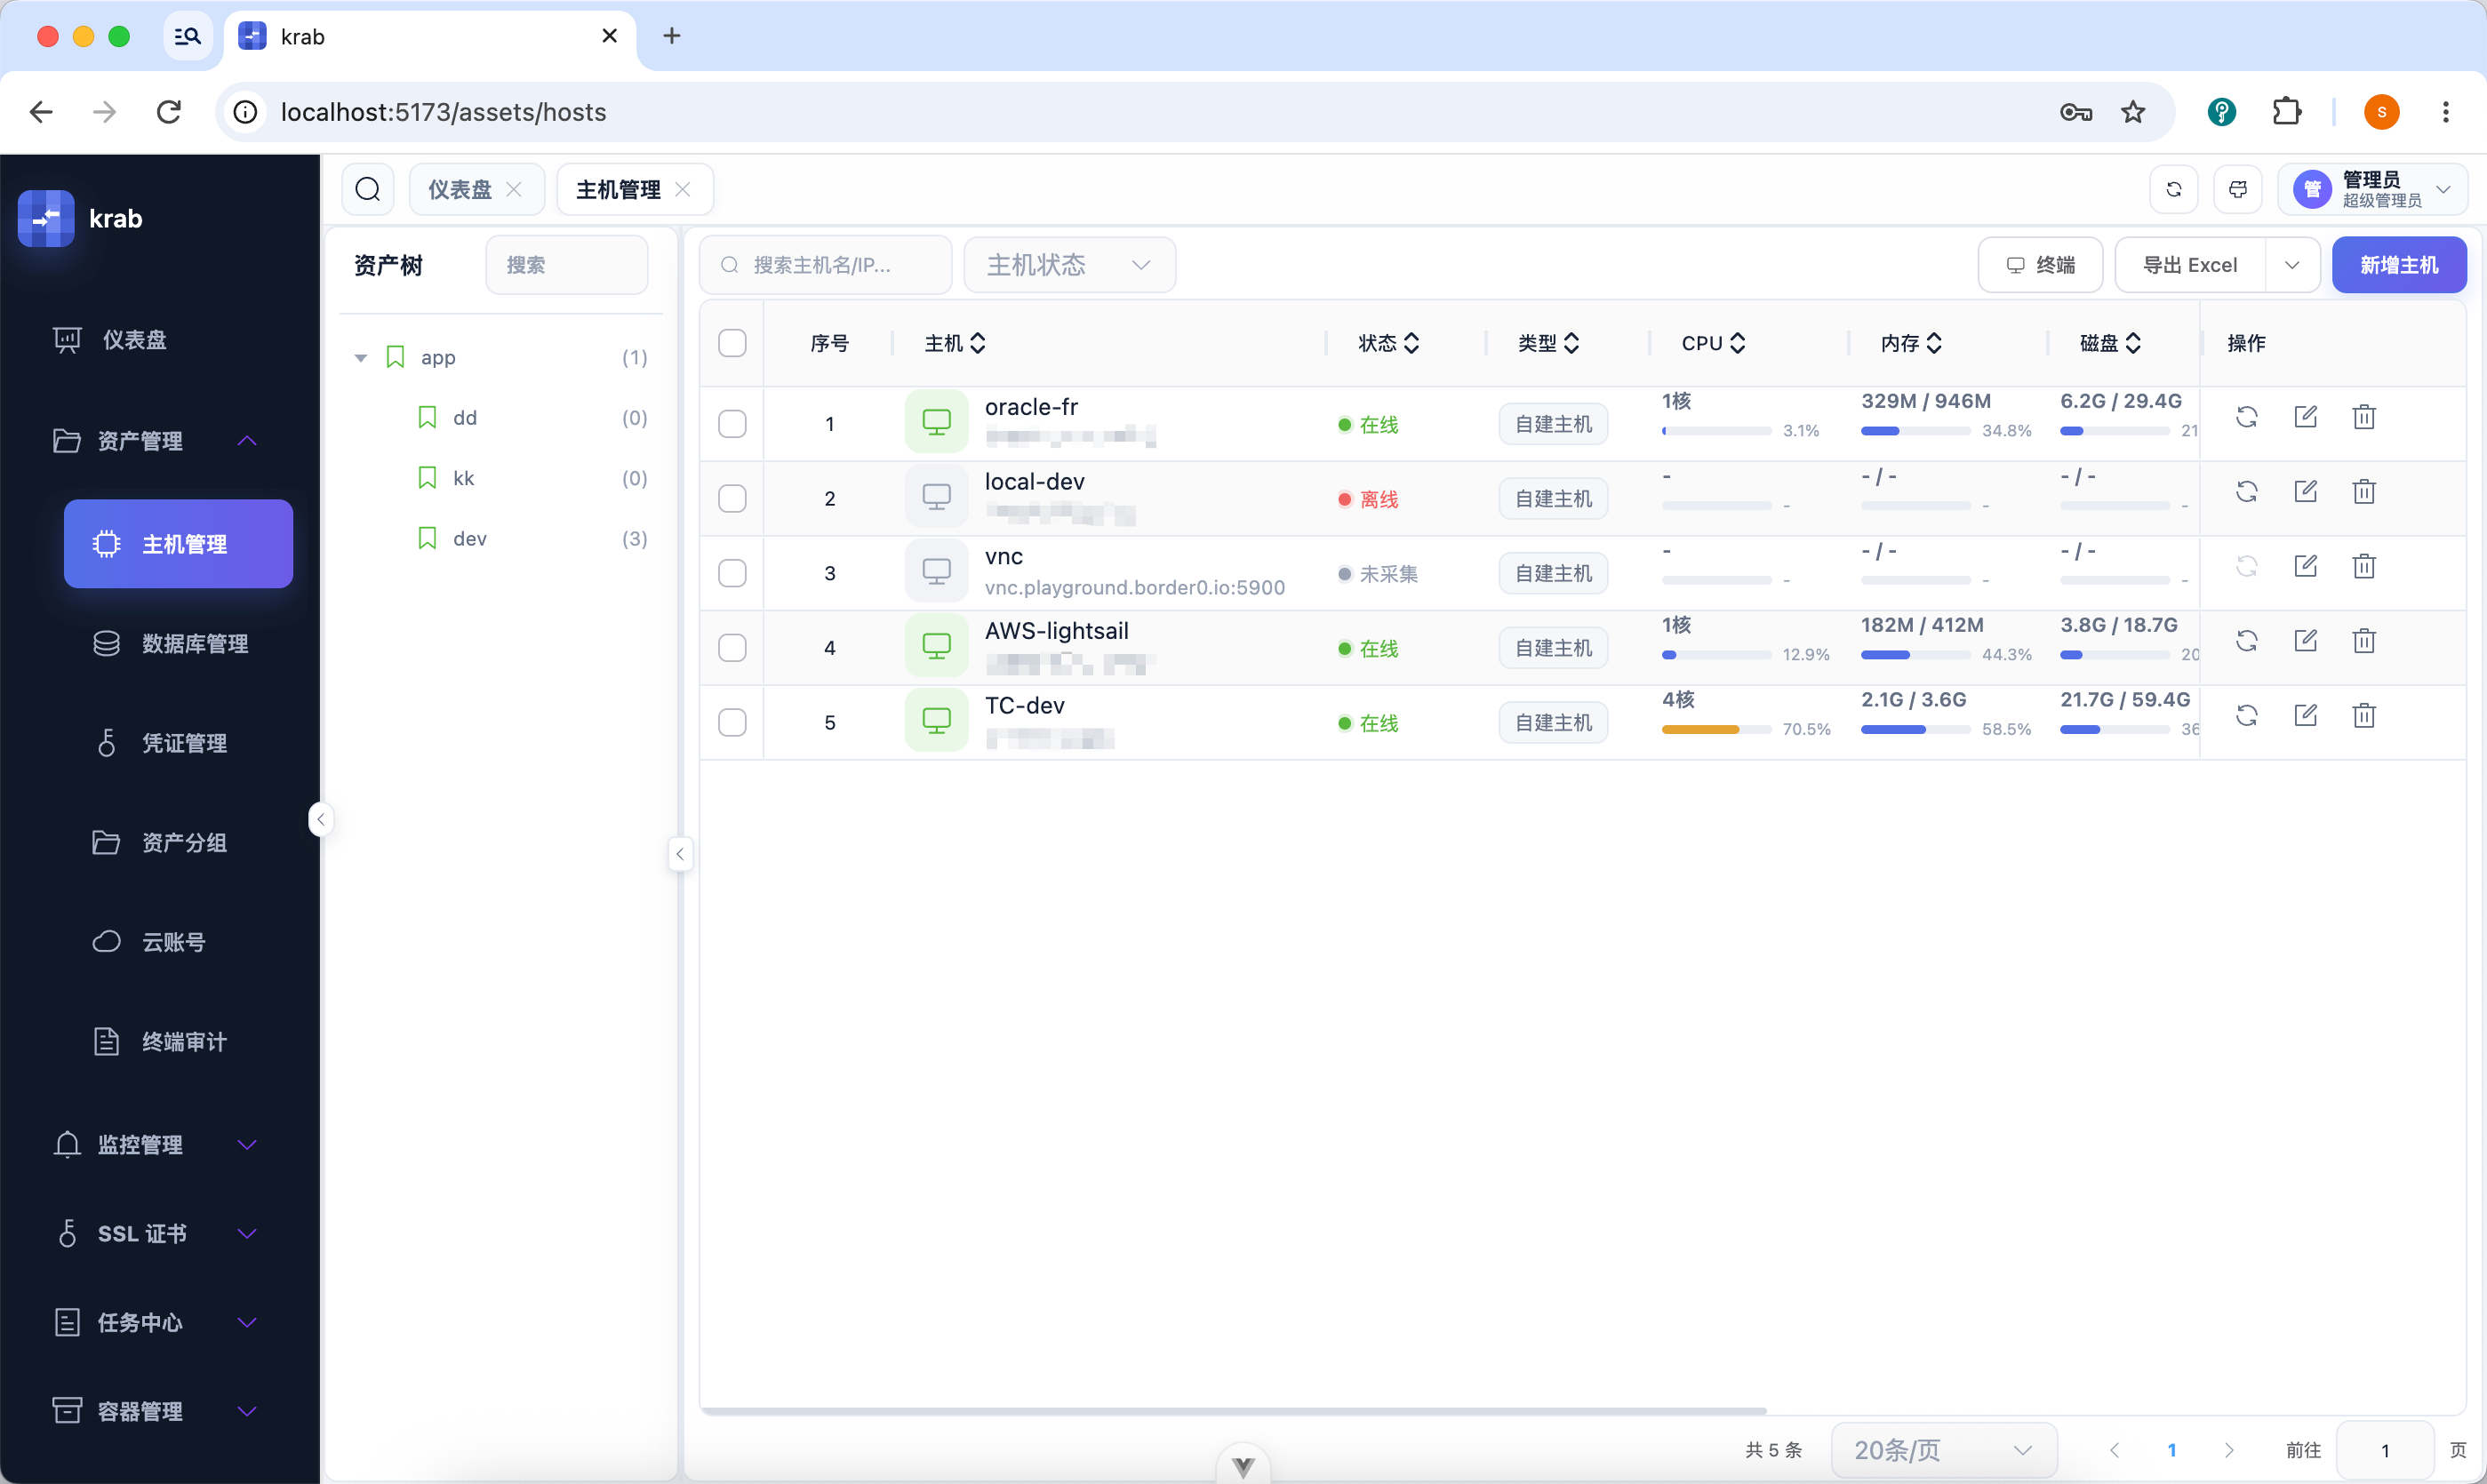 krab
localhost:5173/assets/hosts
S
krab
仪表盘
资产管理
主机管理
数据库管理
凭证管理
资产分组
云账号
终端审计
监控管理
SSL 证书
任务中心
容器管理
仪表盘
主机管理
管
管理员
超级管理员
资产树
搜索
app (1)
dd (0)
kk (0)
dev (3)
搜索主机名/IP...
主机状态
终端
导出 Excel
新增主机
序号 主机 状态 类型 CPU 内存 磁盘 操作
1 oracle-fr 在线 自建主机 1核 3.1% 329M / 946M 34.8% 6.2G / 29.4G 21
2 local-dev 离线 自建主机 - - - / - - - / - -
3 vnc vnc.playground.border0.io:5900 未采集 自建主机 - - - / - - - / - -
4 AWS-lightsail 在线 自建主机 1核 12.9% 182M / 412M 44.3% 3.8G / 18.7G 20
5 TC-dev 在线 自建主机 4核 70.5% 2.1G / 3.6G 58.5% 21.7G / 59.4G 36
共 5 条
20条/页
1
前往 1 页